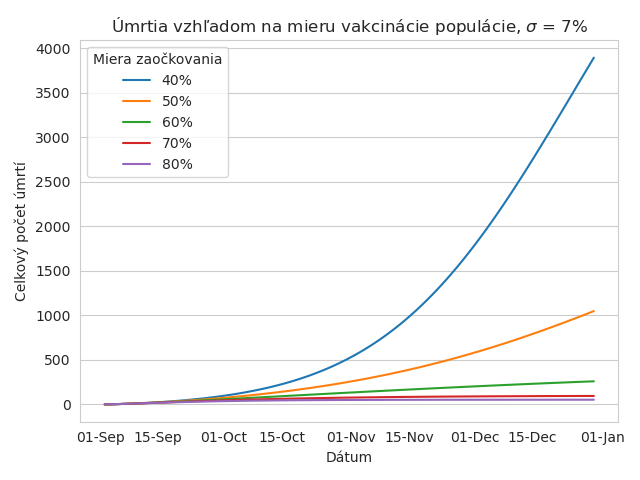 Úmrtia vzhľadom na mieru vakcinácie populácie, σ = 7%
Miera zaočkovania
40%
50%
60%
70%
80%
Celkový počet úmrtí
4000
3500
3000
2500
2000
1500
1000
500
0
01-Sep 15-Sep 01-Oct 15-Oct 01-Nov 15-Nov 01-Dec 15-Dec 01-Jan
Dátum